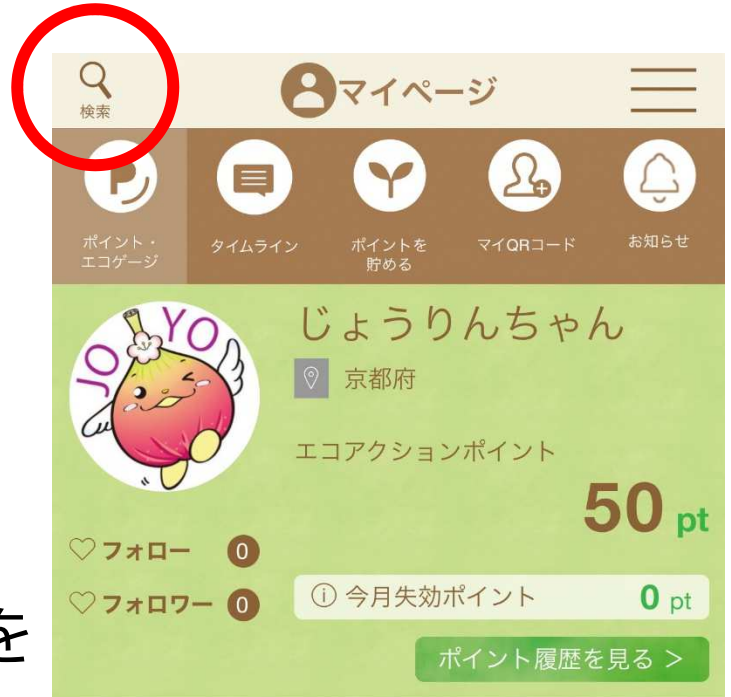 検索
マイページ
ポイント・
エコゲージ
タイムライン
ポイントを
貯める
マイQRコード
お知らせ
JOYO
じょうりんちゃん
京都府
エコアクションポイント
50 pt
フォロー 0
フォロワー 0
今月失効ポイント 0 pt
ポイント履歴を見る >
を